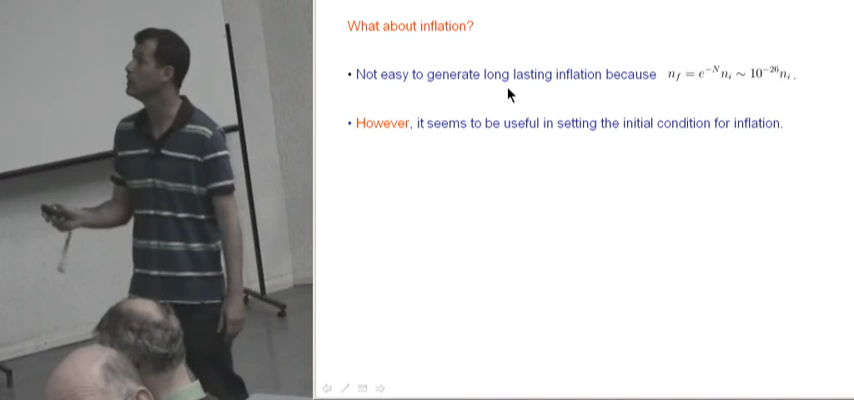 What about inflation?
• Not easy to generate long lasting inflation because n_f = e^{-N} n_i ~ 10^{-26} n_i .
• However, it seems to be useful in setting the initial condition for inflation.